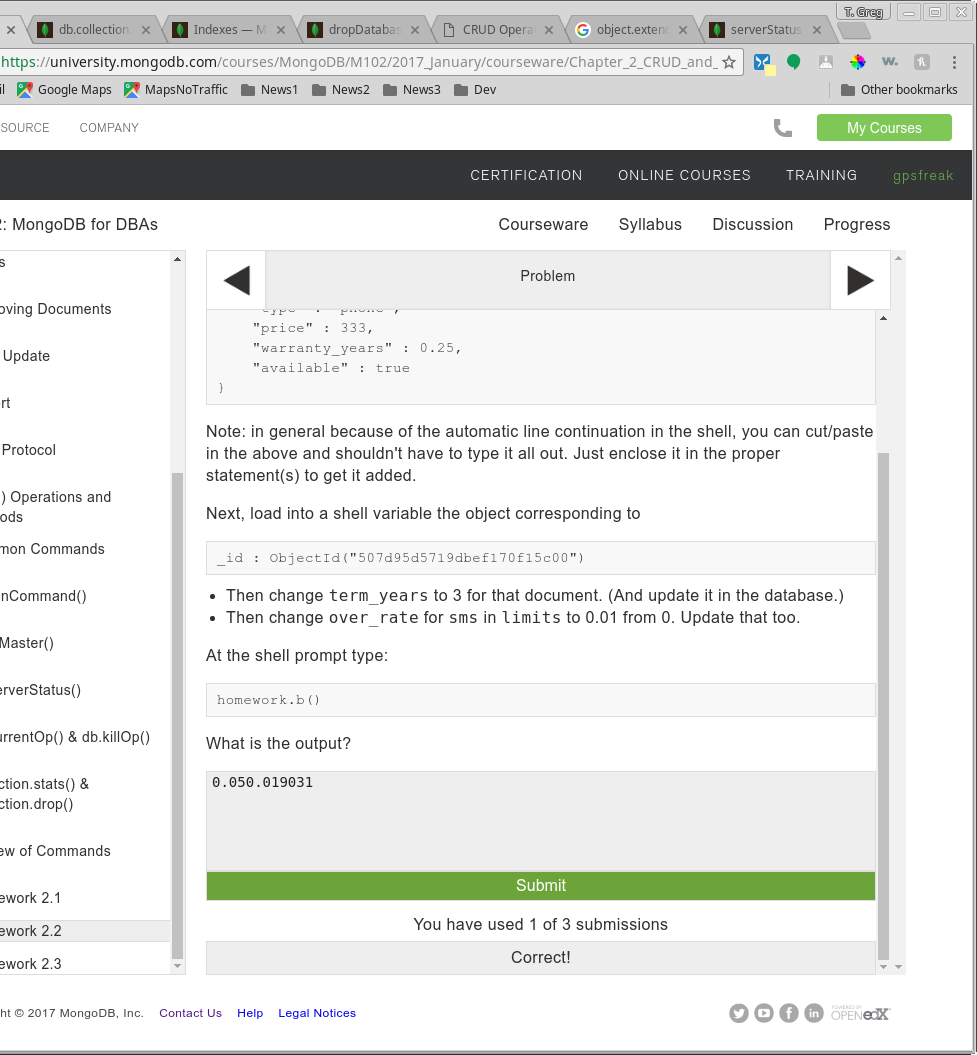 T. Greg
db.collection.
Indexes — M
dropDatabas
CRUD Opera
object.exten
serverStatus
https://university.mongodb.com/courses/MongoDB/M102/2017_January/courseware/Chapter_2_CRUD_and_
il Google Maps MapsNoTraffic News1 News2 News3 Dev Other bookmarks
SOURCE COMPANY My Courses
CERTIFICATION ONLINE COURSES TRAINING gpsfreak
2: MongoDB for DBAs Courseware Syllabus Discussion Progress
s
oving Documents
Update
rt
Protocol
) Operations and
ods
mon Commands
nCommand()
Master()
erverStatus()
urrentOp() & db.killOp()
ction.stats() &
ction.drop()
ew of Commands
ework 2.1
ework 2.2
ework 2.3
Problem
"type" : "phone",
"price" : 333,
"warranty_years" : 0.25,
"available" : true
}
Note: in general because of the automatic line continuation in the shell, you can cut/paste
in the above and shouldn't have to type it all out. Just enclose it in the proper
statement(s) to get it added.
Next, load into a shell variable the object corresponding to
_id : ObjectId("507d95d5719dbef170f15c00")
• Then change term_years to 3 for that document. (And update it in the database.)
• Then change over_rate for sms in limits to 0.01 from 0. Update that too.
At the shell prompt type:
homework.b()
What is the output?
0.050.019031
Submit
You have used 1 of 3 submissions
Correct!
ht © 2017 MongoDB, Inc. Contact Us Help Legal Notices
POWERED BY
OPEN edX